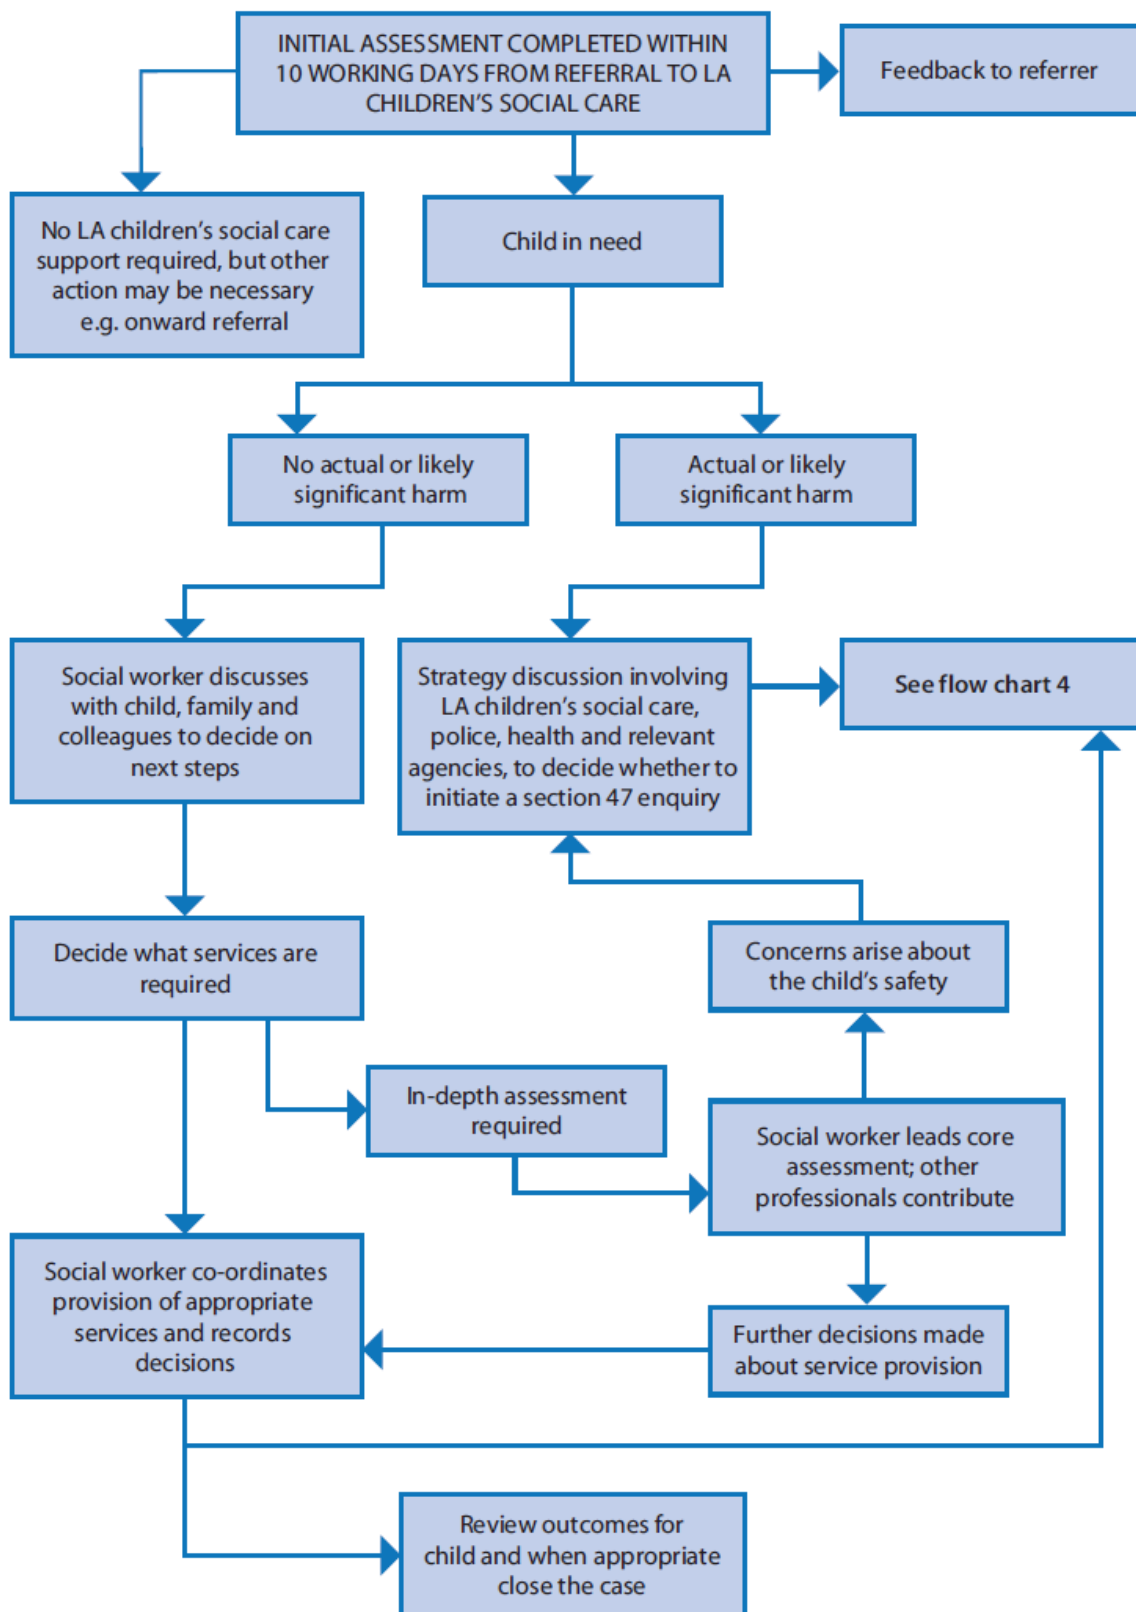 INITIAL ASSESSMENT COMPLETED WITHIN
10 WORKING DAYS FROM REFERRAL TO LA
CHILDREN'S SOCIAL CARE
Feedback to referrer
No LA children's social care
support required, but other
action may be necessary
e.g. onward referral
Child in need
No actual or likely
significant harm
Actual or likely
significant harm
Social worker discusses
with child, family and
colleagues to decide on
next steps
Strategy discussion involving
LA children's social care,
police, health and relevant
agencies, to decide whether to
initiate a section 47 enquiry
See flow chart 4
Decide what services are
required
Concerns arise about
the child's safety
In-depth assessment
required
Social worker leads core
assessment; other
professionals contribute
Social worker co-ordinates
provision of appropriate
services and records
decisions
Further decisions made
about service provision
Review outcomes for
child and when appropriate
close the case